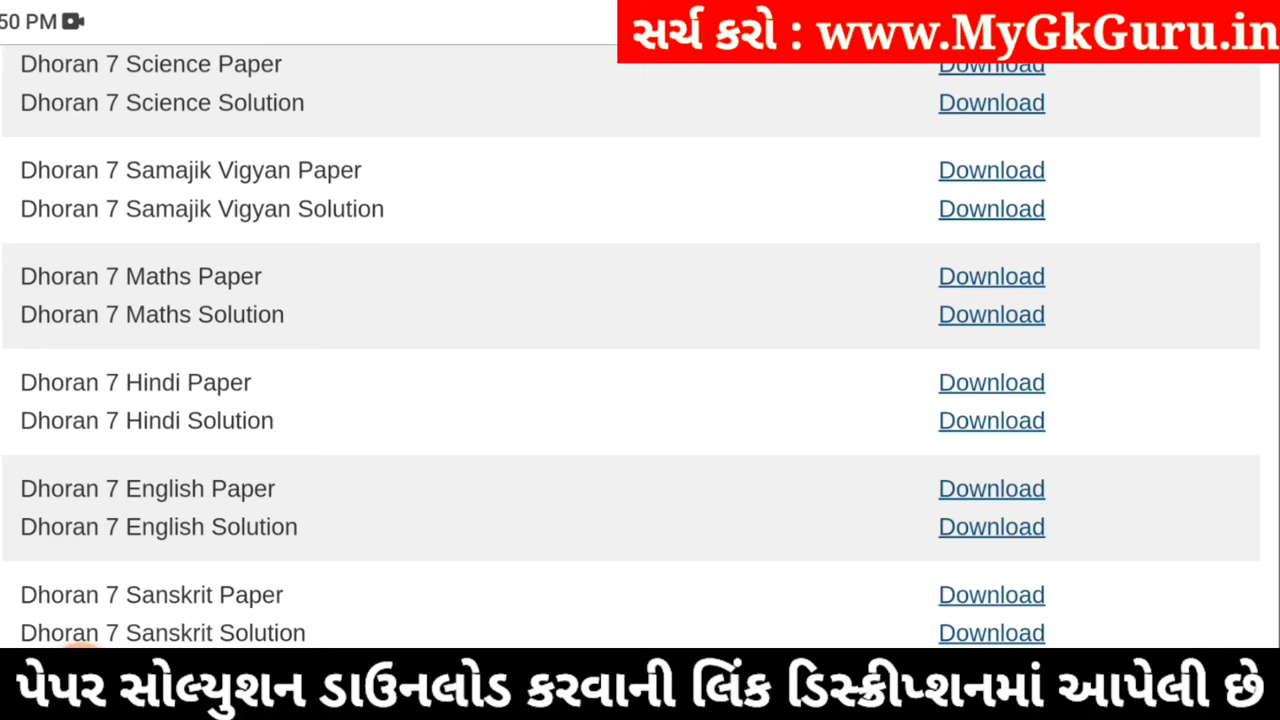 50 PM
સર્ચ કરો : www.MyGkGuru.in
Dhoran 7 Science Paper Download
Dhoran 7 Science Solution Download
Dhoran 7 Samajik Vigyan Paper Download
Dhoran 7 Samajik Vigyan Solution Download
Dhoran 7 Maths Paper Download
Dhoran 7 Maths Solution Download
Dhoran 7 Hindi Paper Download
Dhoran 7 Hindi Solution Download
Dhoran 7 English Paper Download
Dhoran 7 English Solution Download
Dhoran 7 Sanskrit Paper Download
Dhoran 7 Sanskrit Solution Download
પેપર સોલ્યુશન ડાઉનલોડ કરવાની લિંક ડિસ્ક્રીપ્શનમાં આપેલી છે